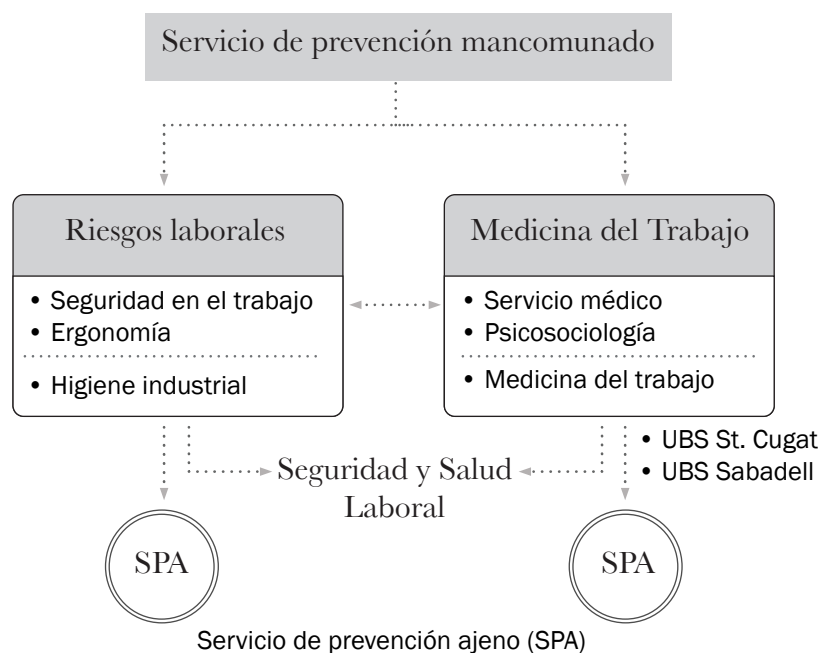 Servicio de prevención mancomunado
Riesgos laborales
• Seguridad en el trabajo
• Ergonomía
• Higiene industrial
Medicina del Trabajo
• Servicio médico
• Psicosociología
• Medicina del trabajo
• UBS St. Cugat
• UBS Sabadell
Seguridad y Salud
Laboral
SPA
SPA
Servicio de prevención ajeno (SPA)